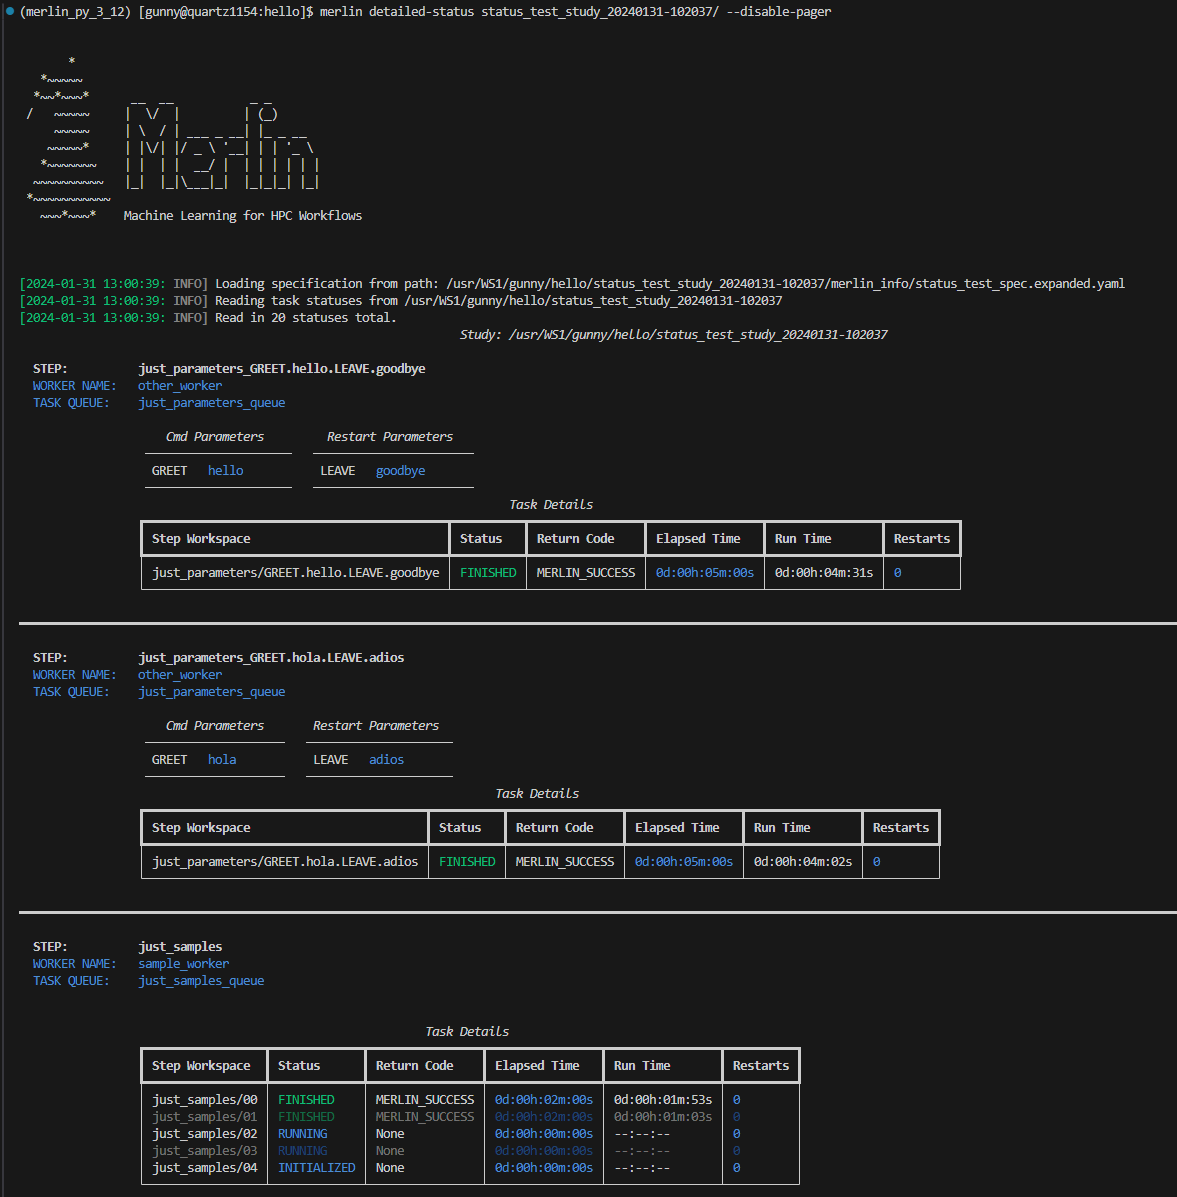 (merlin_py_3_12) [gunny@quartz1154:hello]$ merlin detailed-status status_test_study_20240131-102037/ --disable-pager
Merlin
Machine Learning for HPC Workflows
[2024-01-31 13:00:39: INFO] Loading specification from path: /usr/WS1/gunny/hello/status_test_study_20240131-102037/merlin_info/status_test_spec.expanded.yaml
[2024-01-31 13:00:39: INFO] Reading task statuses from /usr/WS1/gunny/hello/status_test_study_20240131-102037
[2024-01-31 13:00:39: INFO] Read in 20 statuses total.
Study: /usr/WS1/gunny/hello/status_test_study_20240131-102037
STEP: just_parameters_GREET.hello.LEAVE.goodbye
WORKER NAME: other_worker
TASK QUEUE: just_parameters_queue
Cmd Parameters Restart Parameters
GREET hello LEAVE goodbye
Task Details
Step Workspace Status Return Code Elapsed Time Run Time Restarts
just_parameters/GREET.hello.LEAVE.goodbye FINISHED MERLIN_SUCCESS 0d:00h:05m:00s 0d:00h:04m:31s 0
STEP: just_parameters_GREET.hola.LEAVE.adios
WORKER NAME: other_worker
TASK QUEUE: just_parameters_queue
Cmd Parameters Restart Parameters
GREET hola LEAVE adios
Task Details
Step Workspace Status Return Code Elapsed Time Run Time Restarts
just_parameters/GREET.hola.LEAVE.adios FINISHED MERLIN_SUCCESS 0d:00h:05m:00s 0d:00h:04m:02s 0
STEP: just_samples
WORKER NAME: sample_worker
TASK QUEUE: just_samples_queue
Task Details
Step Workspace Status Return Code Elapsed Time Run Time Restarts
just_samples/00 FINISHED MERLIN_SUCCESS 0d:00h:02m:00s 0d:00h:01m:53s 0
just_samples/01 FINISHED MERLIN_SUCCESS 0d:00h:02m:00s 0d:00h:01m:03s 0
just_samples/02 RUNNING None 0d:00h:00m:00s --:--:-- 0
just_samples/03 RUNNING None 0d:00h:00m:00s --:--:-- 0
just_samples/04 INITIALIZED None 0d:00h:00m:00s --:--:-- 0